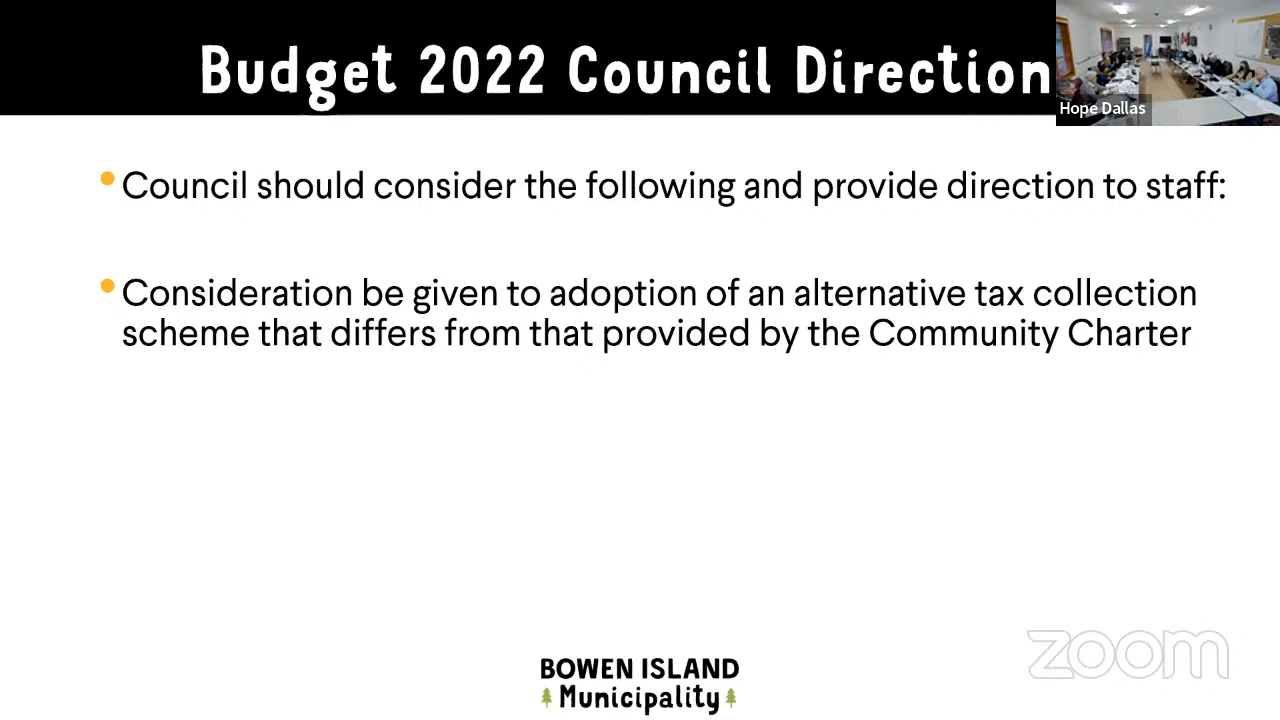 Budget 2022 Council Direction
Hope Dallas
•Council should consider the following and provide direction to staff:
•Consideration be given to adoption of an alternative tax collection
scheme that differs from that provided by the Community Charter
zoom
BOWEN ISLAND
Municipality